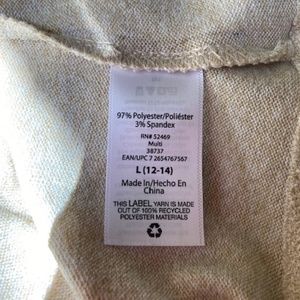 97% Polyester/Poliéster
3% Spandex
RN# 52469
Multi
38737
EAN/UPC 7 2654767567
L (12-14)
Made In/Hecho En
China
THIS LABEL YARN IS MADE
OUT OF 100% RECYCLED
POLYESTER MATERIALS